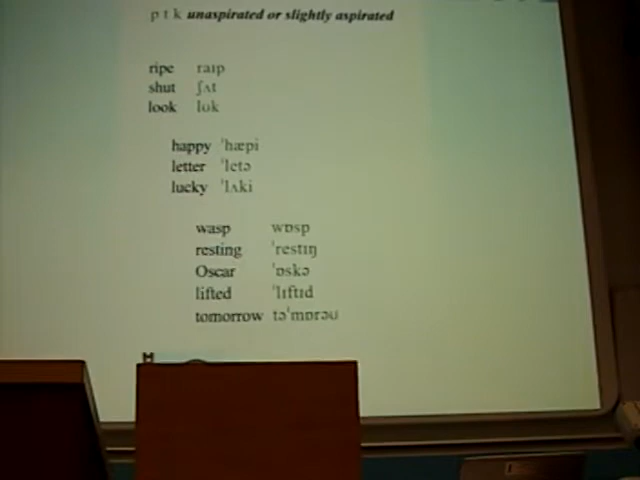 p t k unaspirated or slightly aspirated
ripe raɪp
shut ʃʌt
look lʊk
happy ˈhæpi
letter ˈletə
lucky ˈlʌki
wasp wɒsp
resting ˈrestɪŋ
Oscar ˈɒskə
lifted ˈlɪftɪd
tomorrow təˈmɒrəʊ